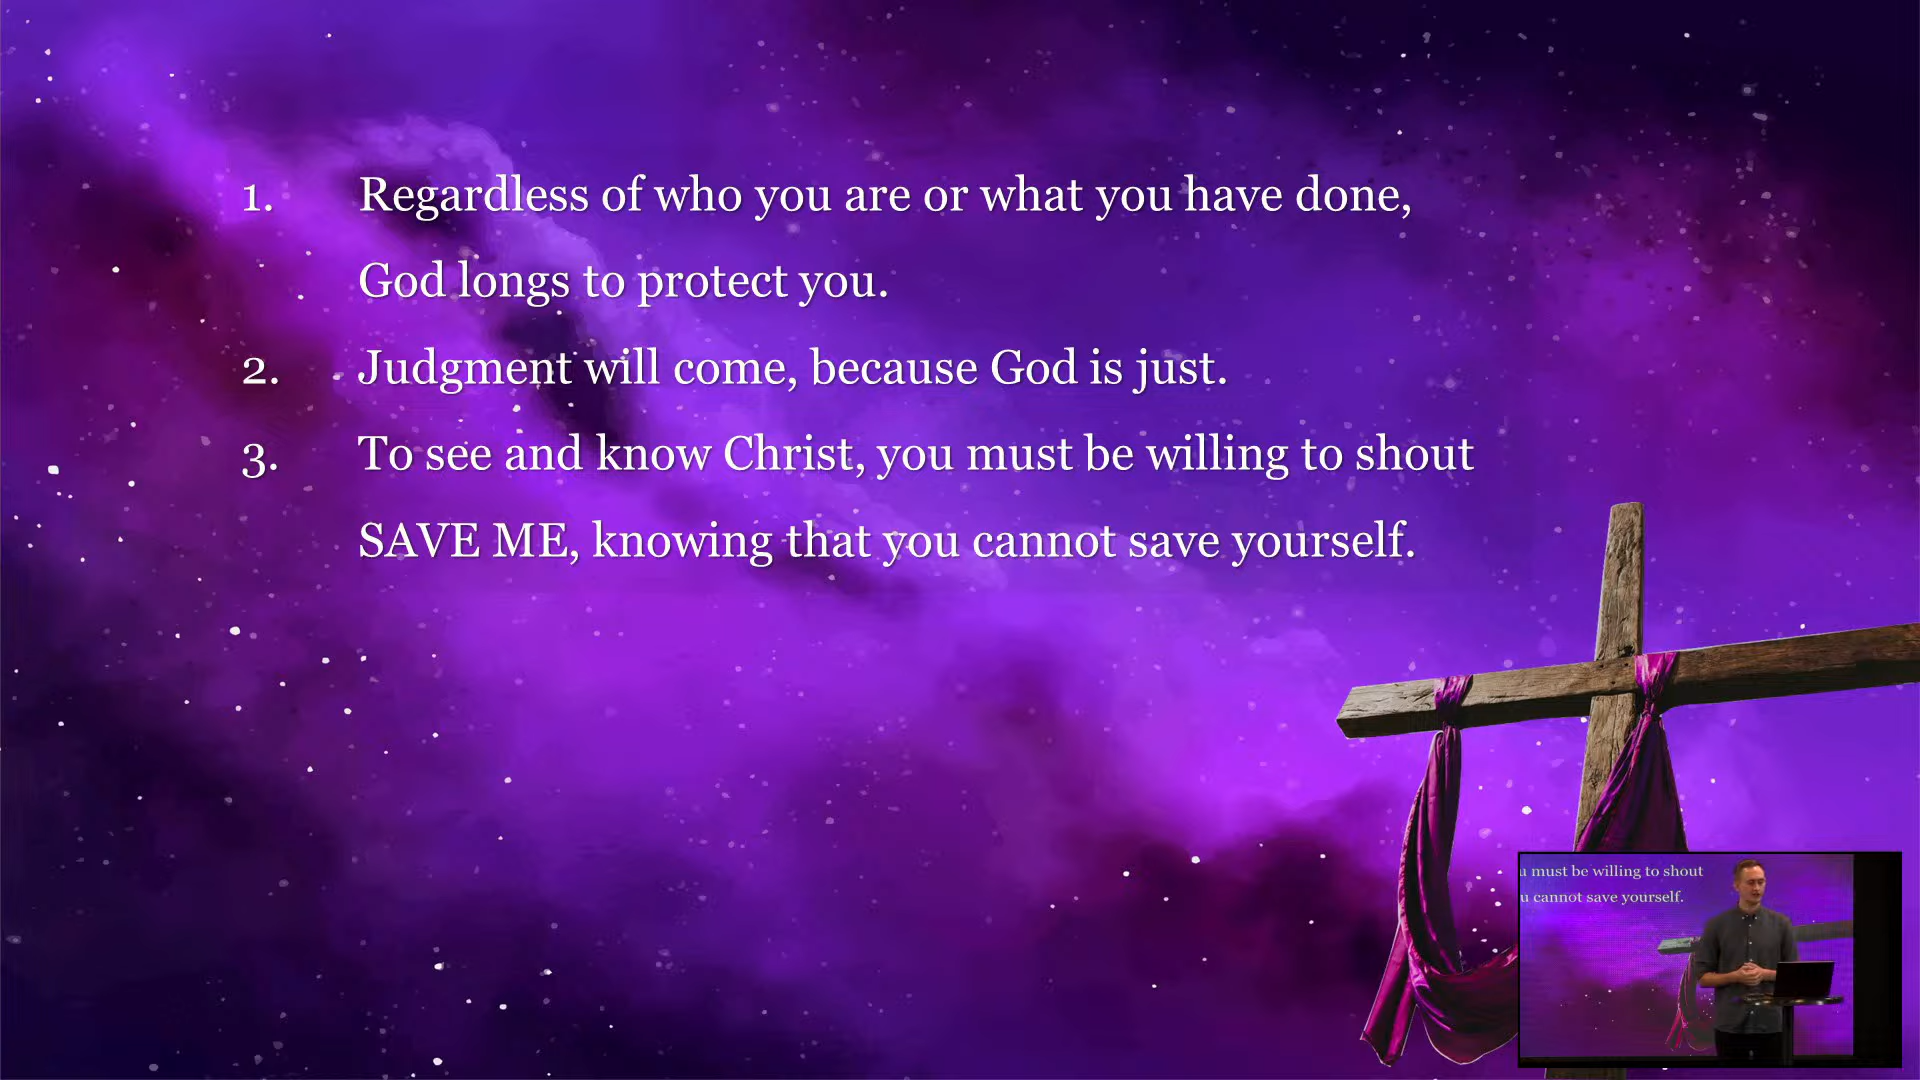 1. Regardless of who you are or what you have done,
God longs to protect you.
2. Judgment will come, because God is just.
3. To see and know Christ, you must be willing to shout
SAVE ME, knowing that you cannot save yourself.
u must be willing to shout
u cannot save yourself.